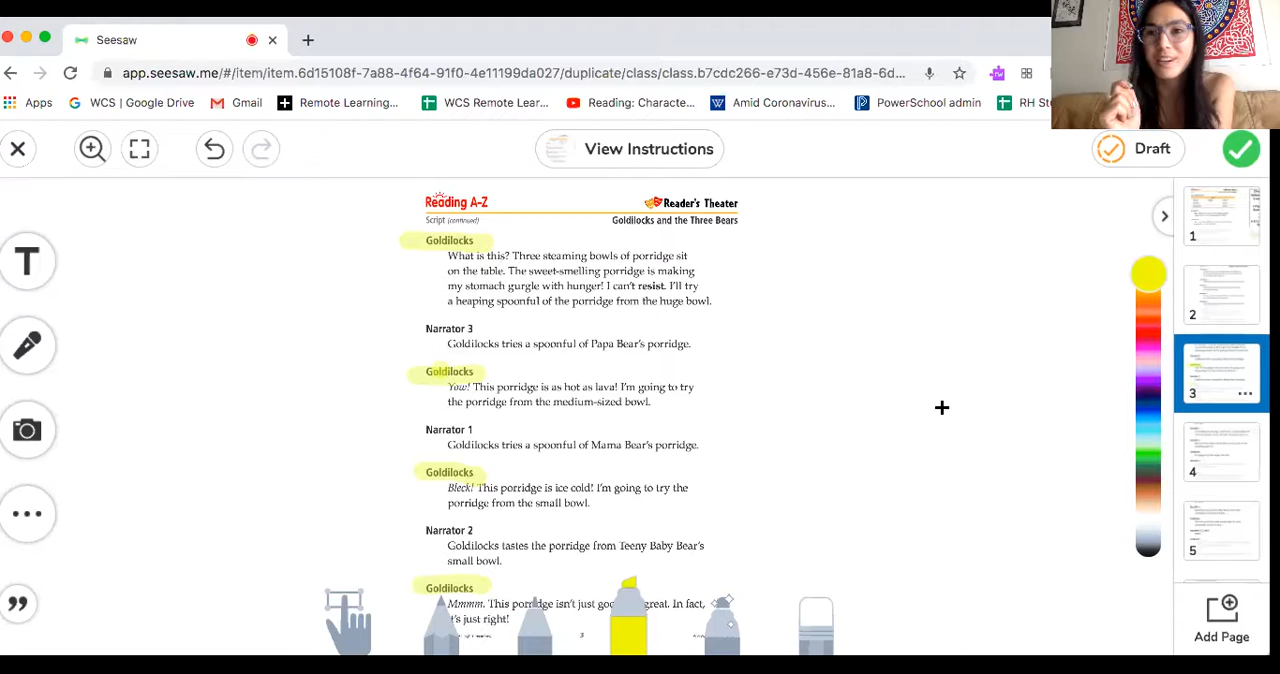 Seesaw
app.seesaw.me/#/item/item.6d15108f-7a88-4f64-91f0-4e11199da027/duplicate/class/class.b7cdc266-e73d-456e-81a8-6d...
Apps WCS | Google Drive Gmail Remote Learning... WCS Remote Lear... Reading: Characte... Amid Coronavirus... PowerSchool admin RH St
View Instructions
Draft
Reading A-Z Reader's Theater
Script (continued) Goldilocks and the Three Bears
Goldilocks
What is this? Three steaming bowls of porridge sit
on the table. The sweet-smelling porridge is making
my stomach gurgle with hunger! I can't resist. I'll try
a heaping spoonful of the porridge from the huge bowl.
Narrator 3
Goldilocks tries a spoonful of Papa Bear's porridge.
Goldilocks
Yow! This porridge is as hot as lava! I'm going to try
the porridge from the medium-sized bowl.
Narrator 1
Goldilocks tries a spoonful of Mama Bear's porridge.
Goldilocks
Bleck! This porridge is ice cold! I'm going to try the
porridge from the small bowl.
Narrator 2
Goldilocks tastes the porridge from Teeny Baby Bear's
small bowl.
Goldilocks
Mmmm. This porridge isn't just great. In fact,
it's just right!
3
T
1
2
3
4
5
Add Page